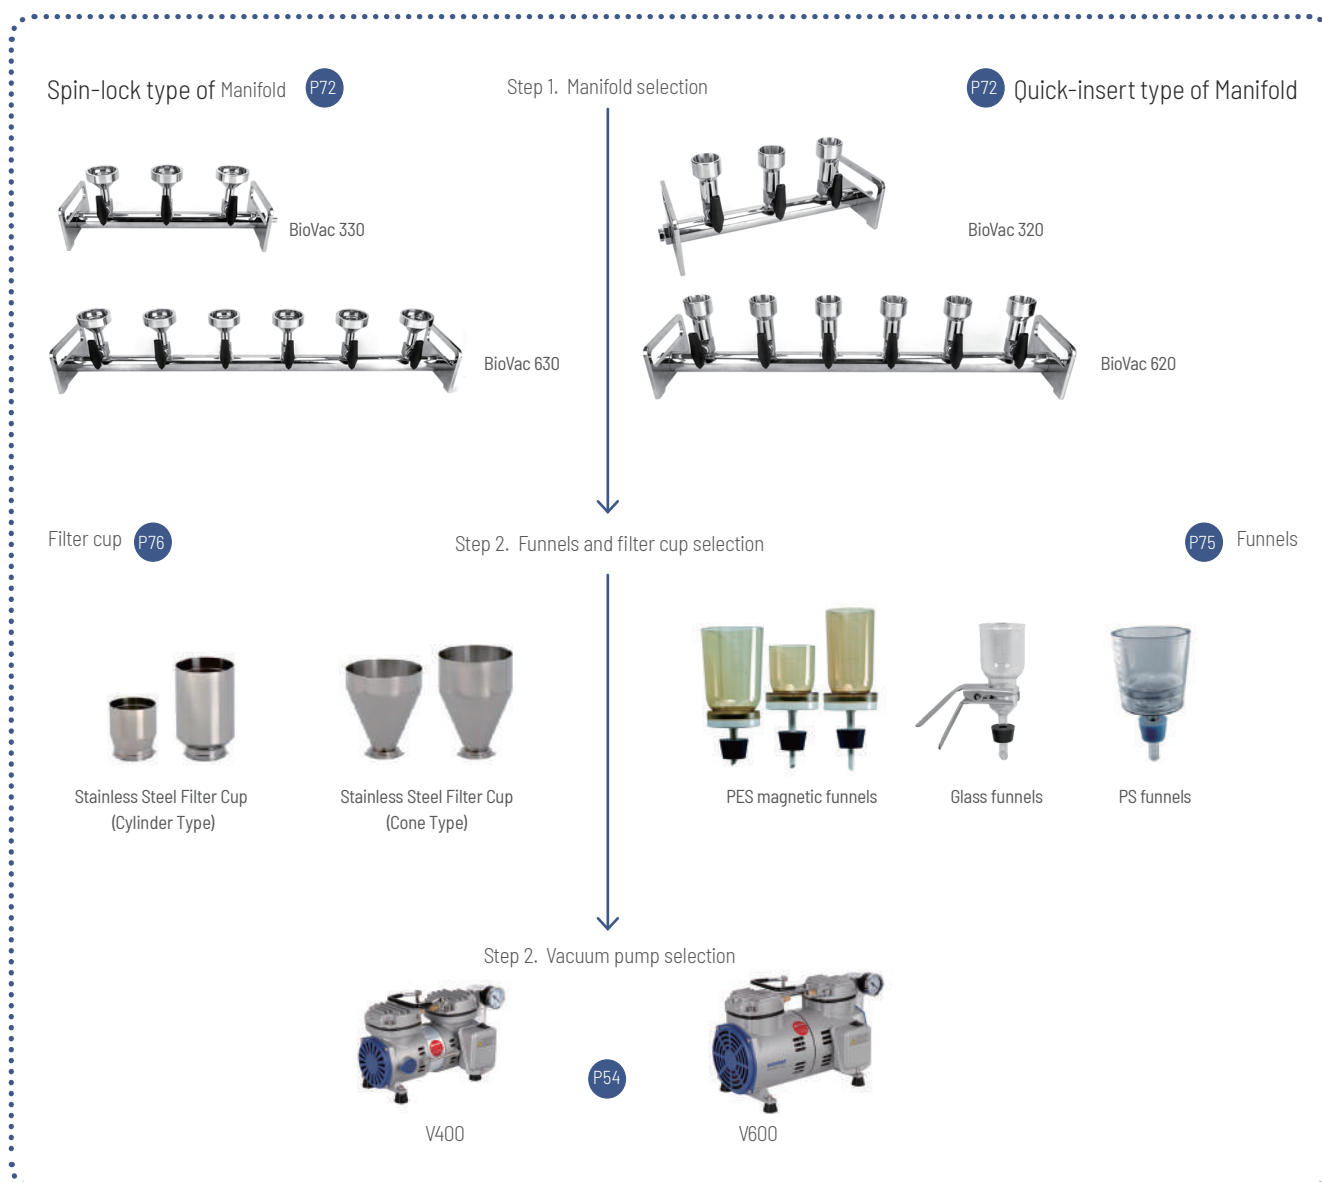 Spin-lock type of Manifold P72
Step 1. Manifold selection
P72 Quick-insert type of Manifold
BioVac 330
BioVac 320
BioVac 630
BioVac 620
Filter cup P76
Step 2. Funnels and filter cup selection
P75 Funnels
Stainless Steel Filter Cup
(Cylinder Type)
Stainless Steel Filter Cup
(Cone Type)
PES magnetic funnels
Glass funnels
PS funnels
Step 2. Vacuum pump selection
P54
V400
V600